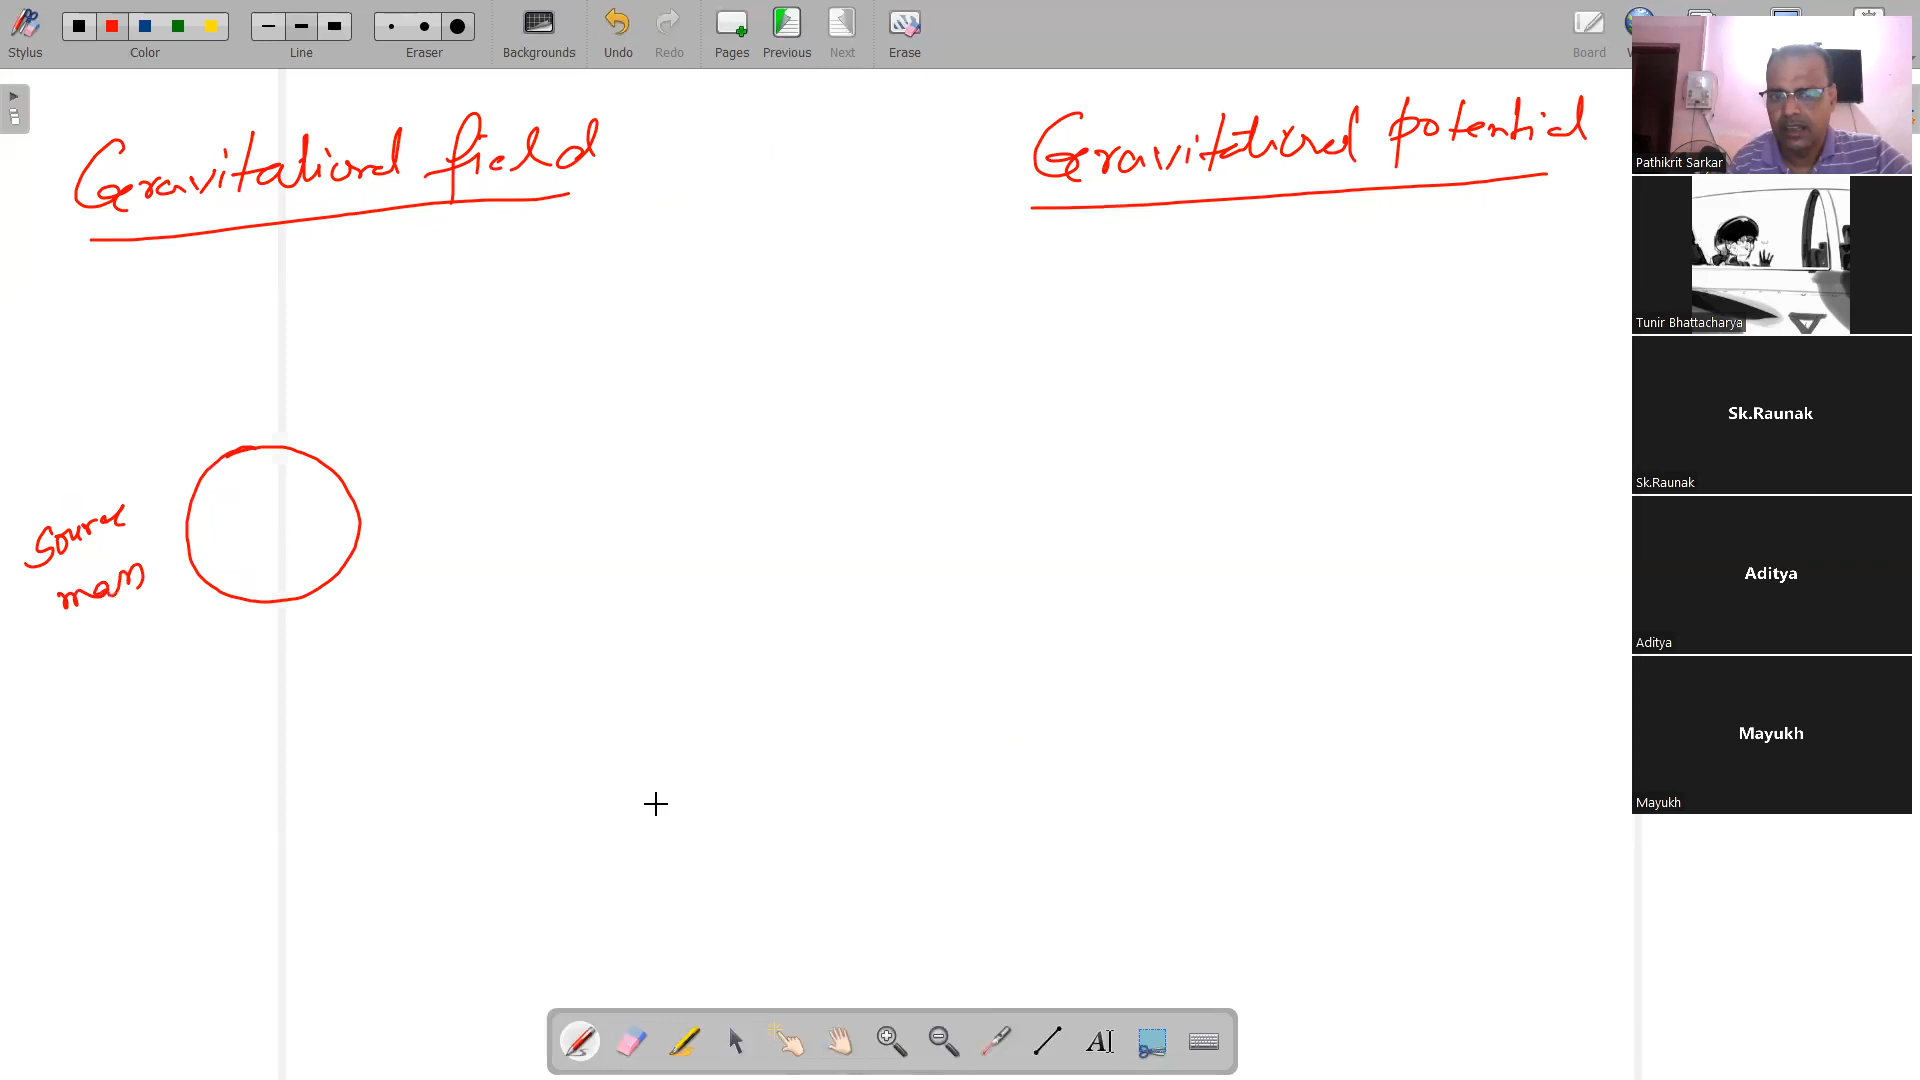 Stylus
Color
Line
Eraser
Backgrounds
Undo
Redo
Pages
Previous
Next
Erase
Board
Gravitational field
Gravitational potential
Source
mass
Pathikrit Sarkar
Tunir Bhattacharya
Sk.Raunak
Sk.Raunak
Aditya
Aditya
Mayukh
Mayukh